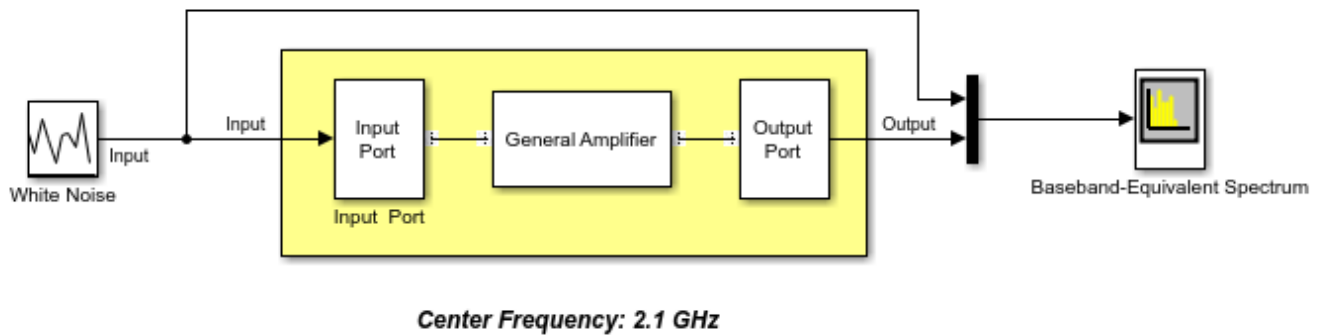 Input
Input
White Noise
Input
Port
Input Port
General Amplifier
Output
Port
Output
Baseband-Equivalent Spectrum
Center Frequency: 2.1 GHz